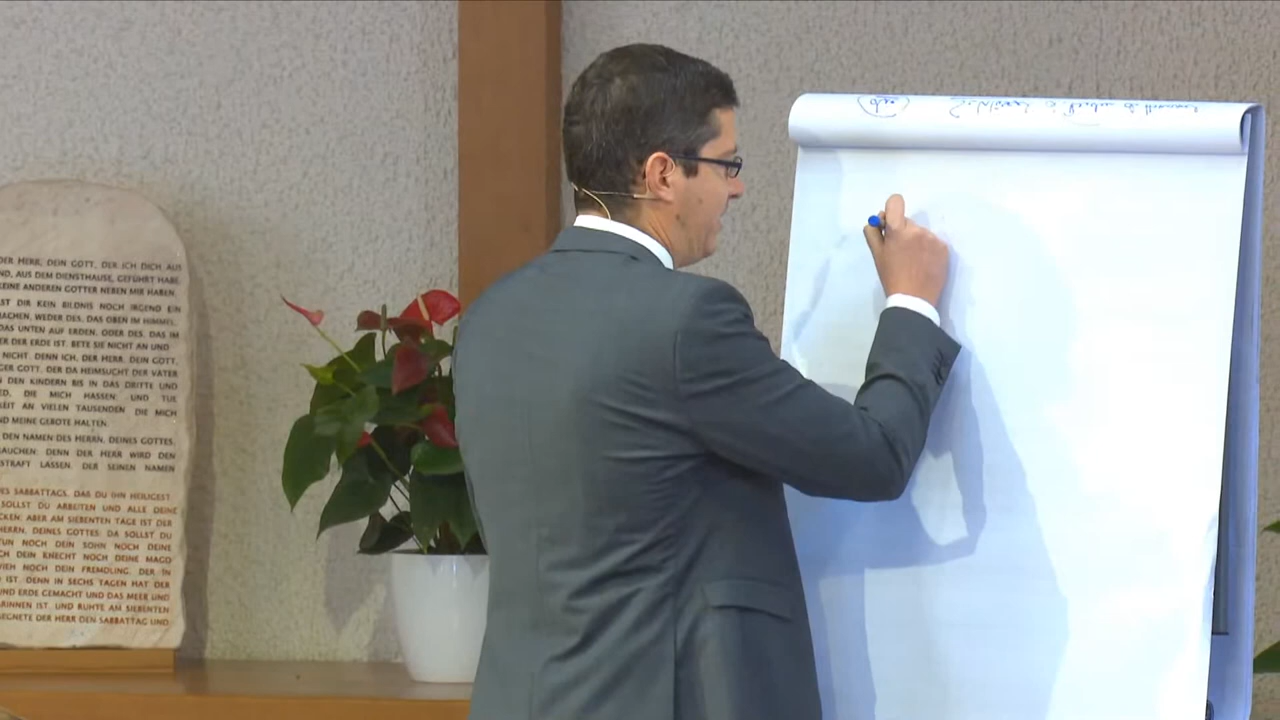 DER HERR, DEIN GOTT, DER ICH DICH AUS
ND, AUS DEM DIENSTHAUSE, GEFÜHRT HABE.
KEINE ANDEREN GÖTTER NEBEN MIR HABEN.
ST DIR KEIN BILDNIS NOCH IRGEND EIN
MACHEN, WEDER DES, DAS OBEN IM HIMMEL,
DAS UNTEN AUF ERDEN, ODER DES, DAS IM
ER DER ERDE IST. BETE SIE NICHT AN UND
NICHT. DENN ICH, DER HERR, DEIN GOTT,
GER GOTT, DER DA HEIMSUCHT DER VÄTER
N DEN KINDERN BIS IN DAS DRITTE UND
ED, DIE MICH HASSEN; UND TUE
KEIT AN VIELEN TAUSENDEN, DIE MICH
ND MEINE GEBOTE HALTEN.
DEN NAMEN DES HERRN, DEINES GOTTES,
AUCHEN; DENN DER HERR WIRD DEN
STRAFT LASSEN, DER SEINEN NAMEN
ES SABBATTAGS, DAß DU IHN HEILIGEST
SOLLST DU ARBEITEN UND ALLE DEINE
CKEN; ABER AM SIEBENTEN TAGE IST DER
HERRN, DEINES GOTTES; DA SOLLST DU
TUN NOCH DEIN SOHN NOCH DEINE
CH DEIN KNECHT NOCH DEINE MAGD
VIEH NOCH DEIN FREMDLING, DER IN
IST. DENN IN SECHS TAGEN HAT DER
UND ERDE GEMACHT UND DAS MEER UND
RINNEN IST, UND RUHTE AM SIEBENTEN
EGNETE DER HERR DEN SABBATTAG UND